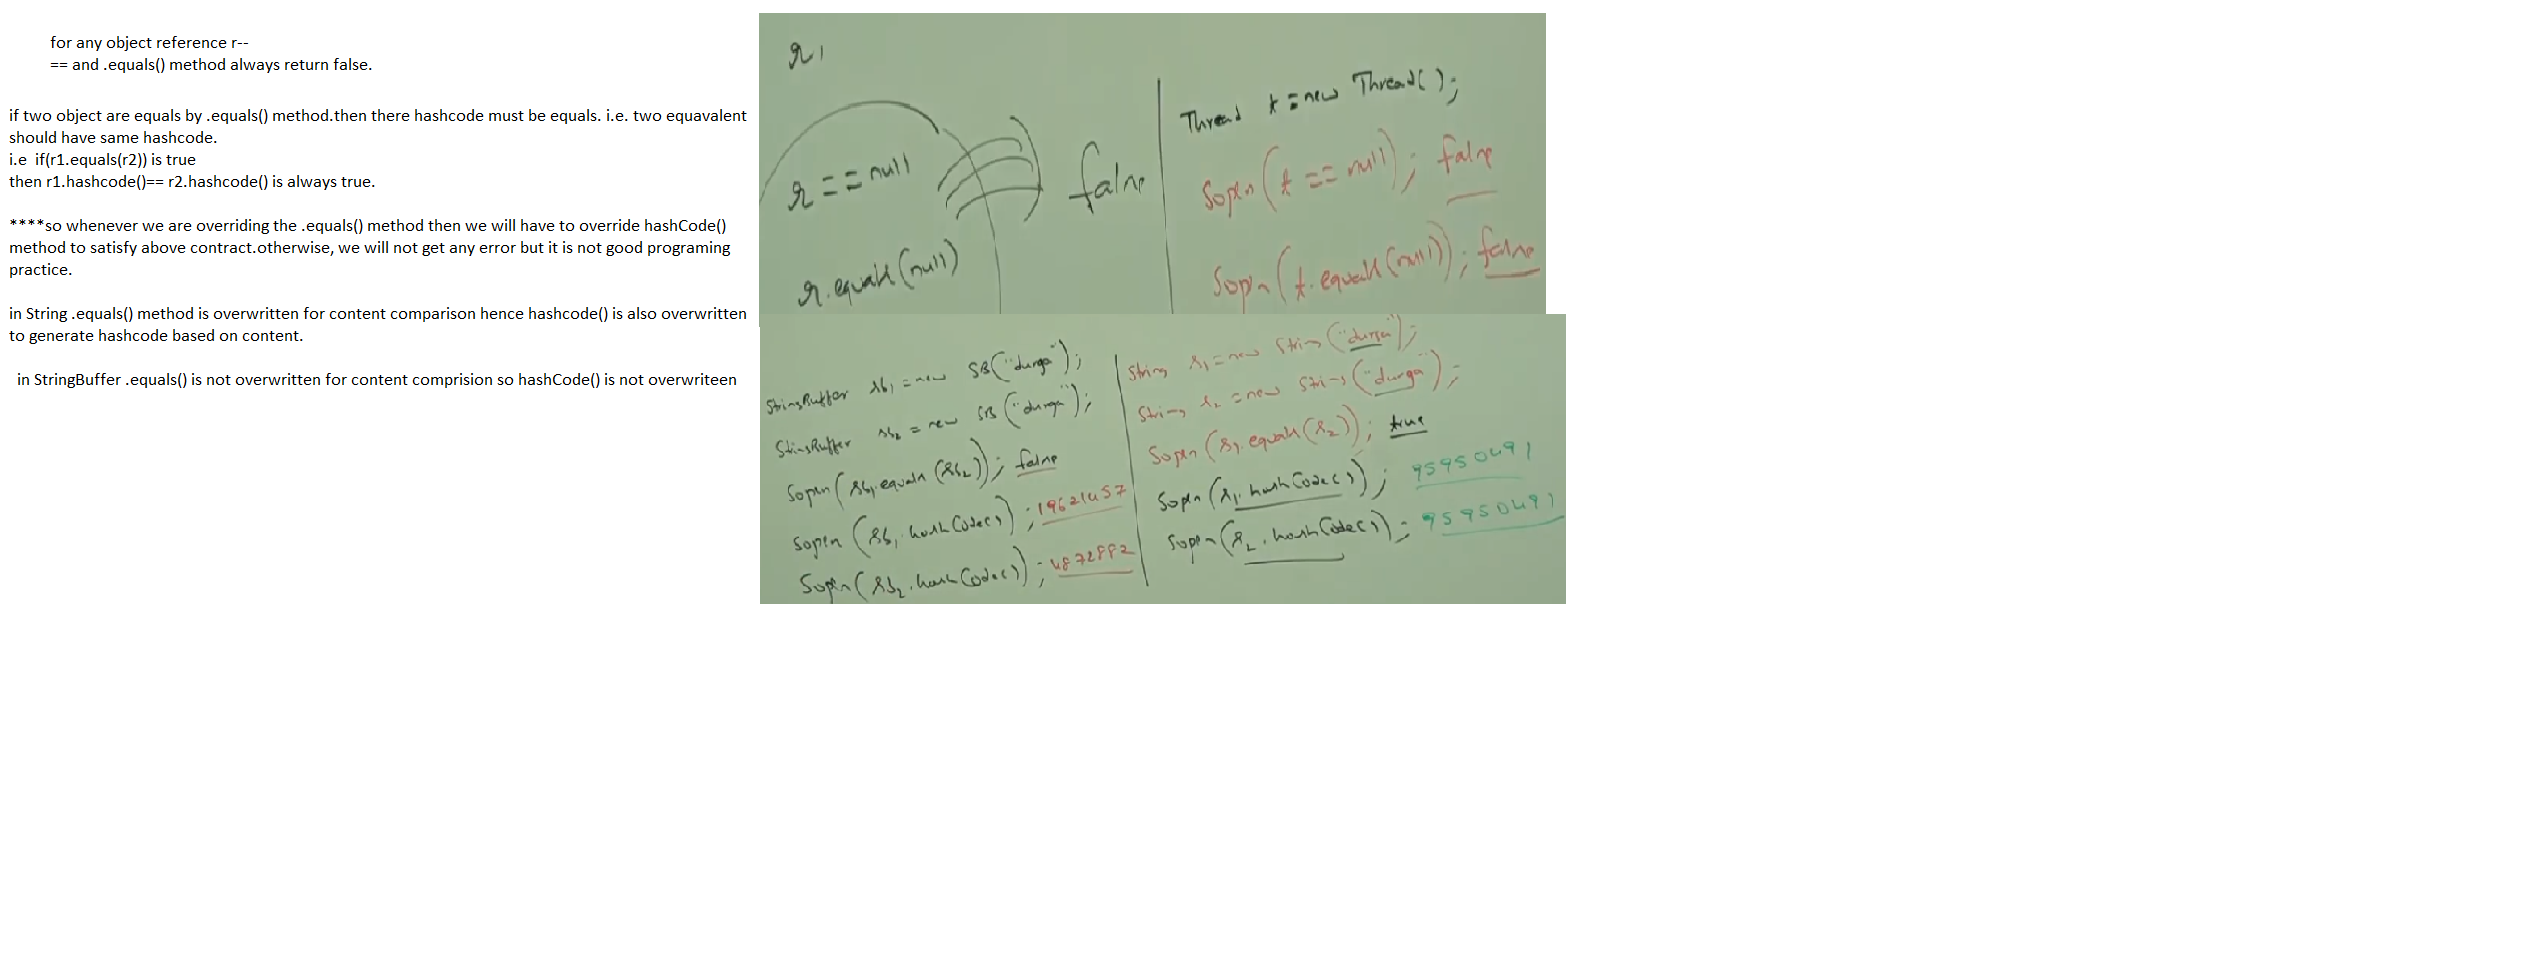 for any object reference r--
== and .equals() method always return false.
if two object are equals by .equals() method.then there hashcode must be equals. i.e. two equavalent
should have same hashcode.
i.e  if(r1.equals(r2)) is true
then r1.hashcode()== r2.hashcode() is always true.
****so whenever we are overriding the .equals() method then we will have to override hashCode()
method to satisfy above contract.otherwise, we will not get any error but it is not good programing
practice.
in String .equals() method is overwritten for content comparison hence hashcode() is also overwritten
to generate hashcode based on content.
in StringBuffer .equals() is not overwritten for content comprision so hashCode() is not overwriteen
r,
r == null
false
r.equals(null)
Thread t = new Thread();
Sopln(t == null); false
Sopln(t.equals(null)); false
StringBuffer sb1 = new SB("durga");
StringBuffer sb2 = new SB("durga");
Sopln(sb1.equals(sb2)); false
Sopln(sb1.hashCode()); 19621457
Sopln(sb2.hashCode());
String s1 = new String("durga");
String s2 = new String("durga");
Sopln(s1.equals(s2)); true
Sopln(s1.hashCode()); 95950491
Sopln(s2.hashCode()); 95950491